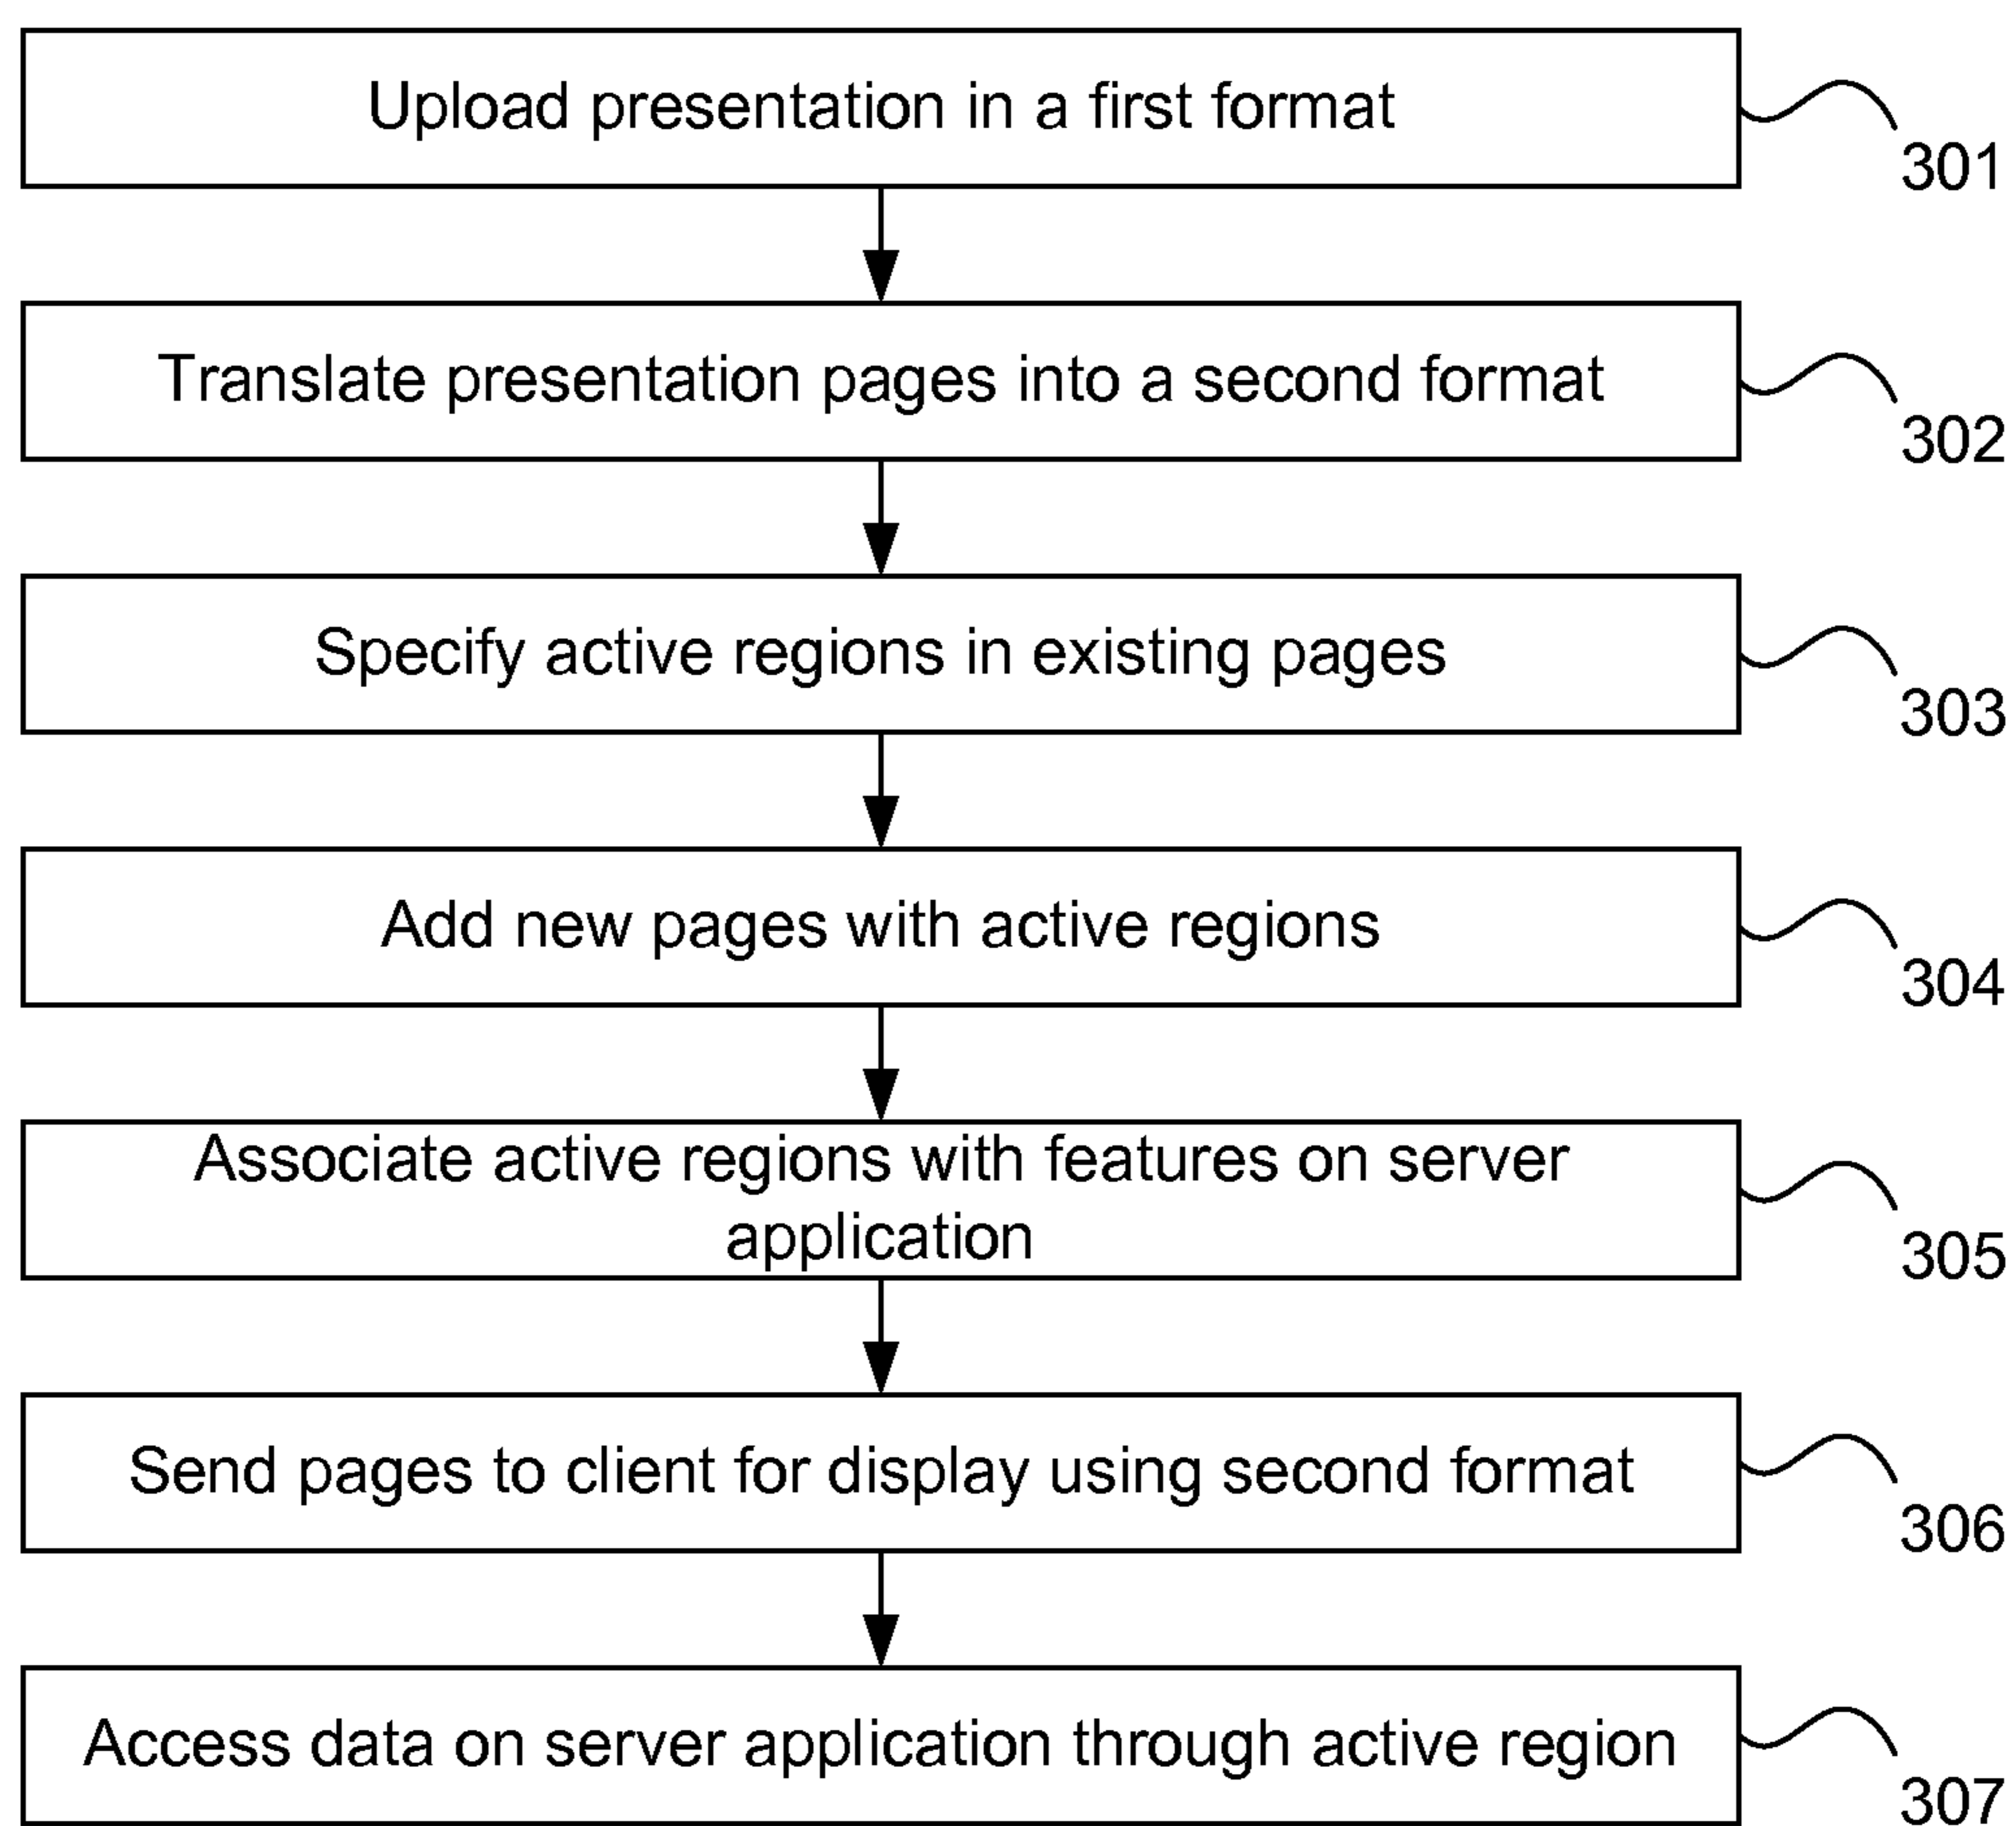 Upload presentation in a first format
301
Translate presentation pages into a second format
302
Specify active regions in existing pages
303
Add new pages with active regions
304
Associate active regions with features on server
application
305
Send pages to client for display using second format
306
Access data on server application through active region
307